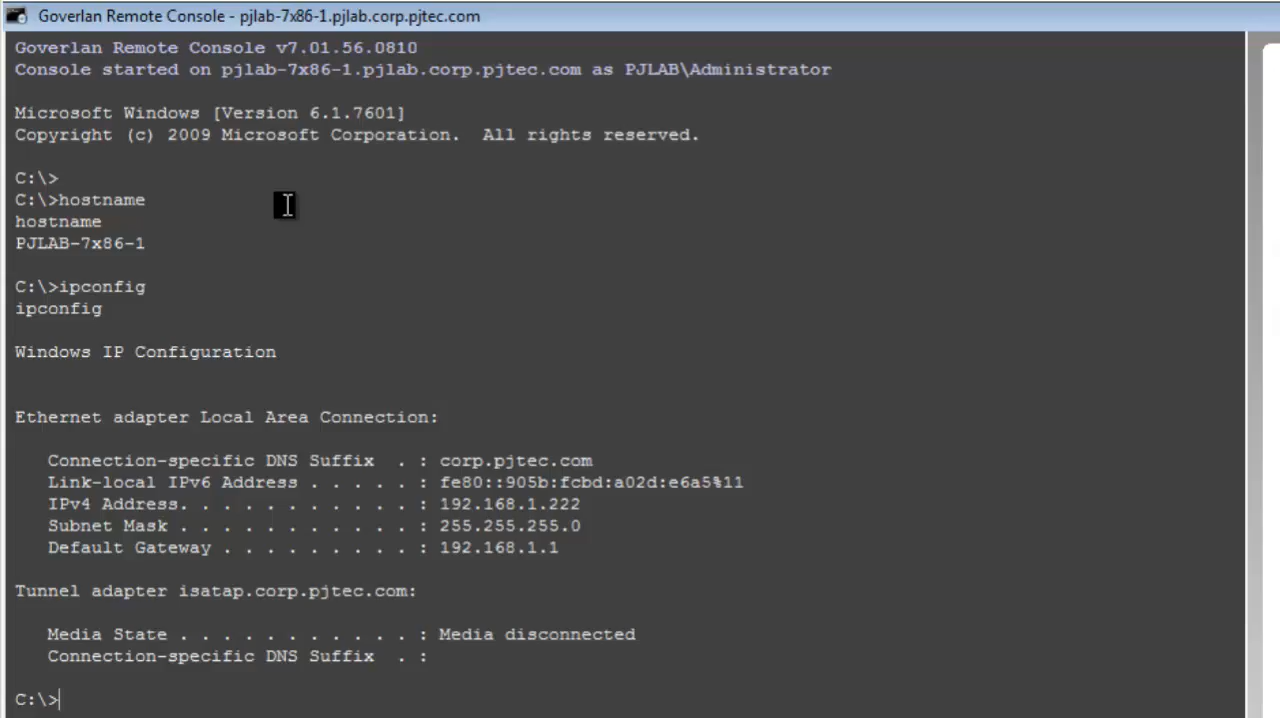 Goverlan Remote Console - pjlab-7x86-1.pjlab.corp.pjtec.com
Goverlan Remote Console v7.01.56.0810
Console started on pjlab-7x86-1.pjlab.corp.pjtec.com as PJLAB\Administrator
Microsoft Windows [Version 6.1.7601]
Copyright (c) 2009 Microsoft Corporation.  All rights reserved.
C:\>
C:\>hostname
hostname
PJLAB-7x86-1
C:\>ipconfig
ipconfig
Windows IP Configuration
Ethernet adapter Local Area Connection:
   Connection-specific DNS Suffix  . : corp.pjtec.com
   Link-local IPv6 Address . . . . . : fe80::905b:fcbd:a02d:e6a5%11
   IPv4 Address. . . . . . . . . . . : 192.168.1.222
   Subnet Mask . . . . . . . . . . . : 255.255.255.0
   Default Gateway . . . . . . . . . : 192.168.1.1
Tunnel adapter isatap.corp.pjtec.com:
   Media State . . . . . . . . . . . : Media disconnected
   Connection-specific DNS Suffix  . :
C:\>